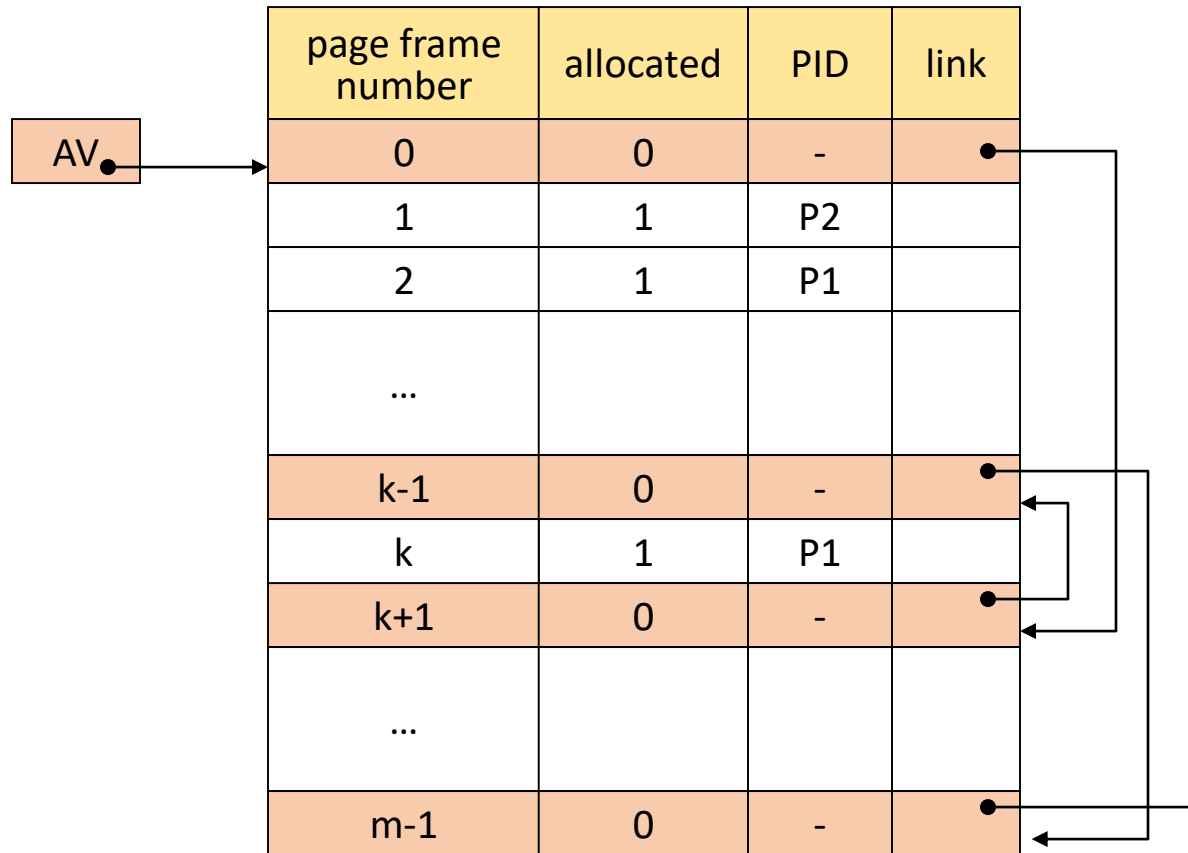 page frame number allocated PID link
AV 0 0 -
1 1 P2
2 1 P1
...
k-1 0 -
k 1 P1
k+1 0 -
...
m-1 0 -